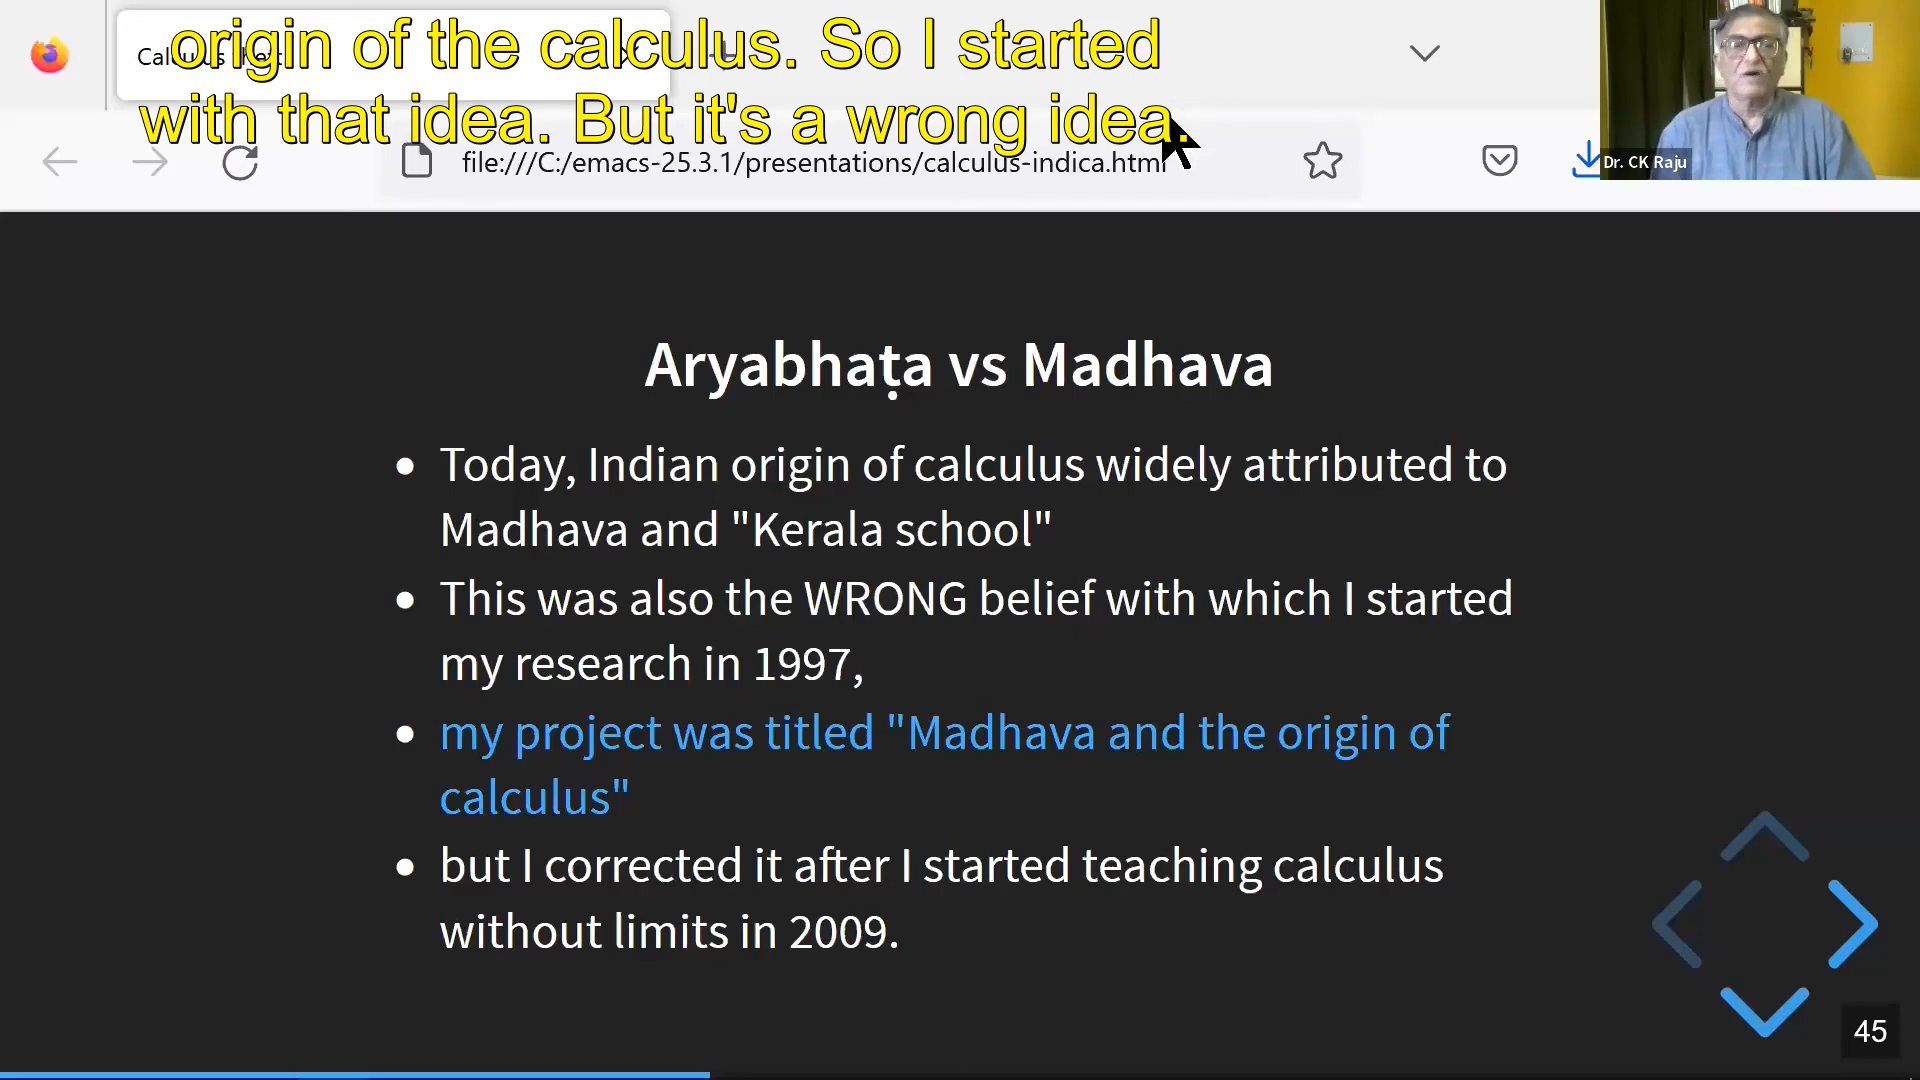 origin of the calculus. So I started
with that idea. But it's a wrong idea.
file:///C:/emacs-25.3.1/presentations/calculus-indica.html
Dr. CK Raju
Aryabhaṭa vs Madhava
• Today, Indian origin of calculus widely attributed to
Madhava and "Kerala school"
• This was also the WRONG belief with which I started
my research in 1997,
• my project was titled "Madhava and the origin of
calculus"
• but I corrected it after I started teaching calculus
without limits in 2009.
45